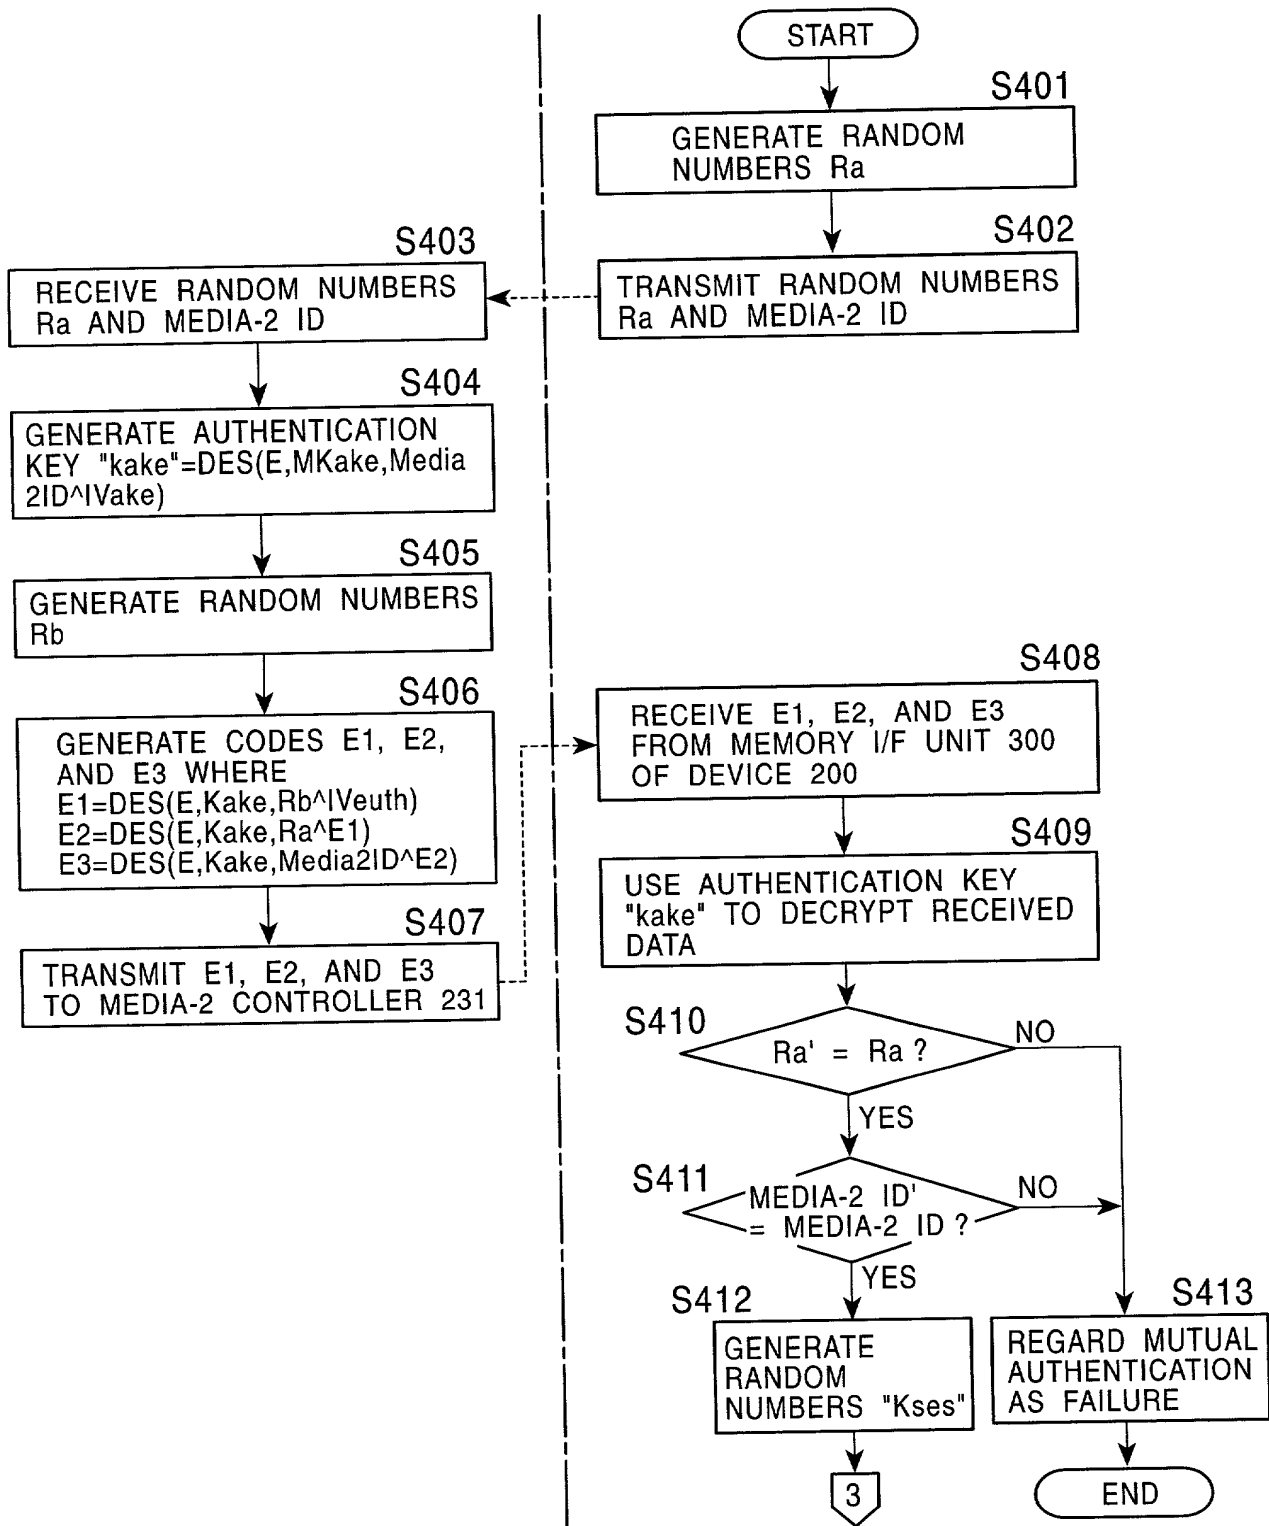 START
S401
GENERATE RANDOM
NUMBERS Ra
S402
TRANSMIT RANDOM NUMBERS
Ra AND MEDIA-2 ID
S403
RECEIVE RANDOM NUMBERS
Ra AND MEDIA-2 ID
S404
GENERATE AUTHENTICATION
KEY "kake"=DES(E,MKake,Media
2ID^IVake)
S405
GENERATE RANDOM NUMBERS
Rb
S406
GENERATE CODES E1, E2,
AND E3 WHERE
E1=DES(E,Kake,Rb^IVeuth)
E2=DES(E,Kake,Ra^E1)
E3=DES(E,Kake,Media2ID^E2)
S407
TRANSMIT E1, E2, AND E3
TO MEDIA-2 CONTROLLER 231
S408
RECEIVE E1, E2, AND E3
FROM MEMORY I/F UNIT 300
OF DEVICE 200
S409
USE AUTHENTICATION KEY
"kake" TO DECRYPT RECEIVED
DATA
S410
Ra' = Ra ?
NO
YES
S411
MEDIA-2 ID'
= MEDIA-2 ID ?
NO
YES
S412
GENERATE
RANDOM
NUMBERS "Kses"
3
S413
REGARD MUTUAL
AUTHENTICATION
AS FAILURE
END